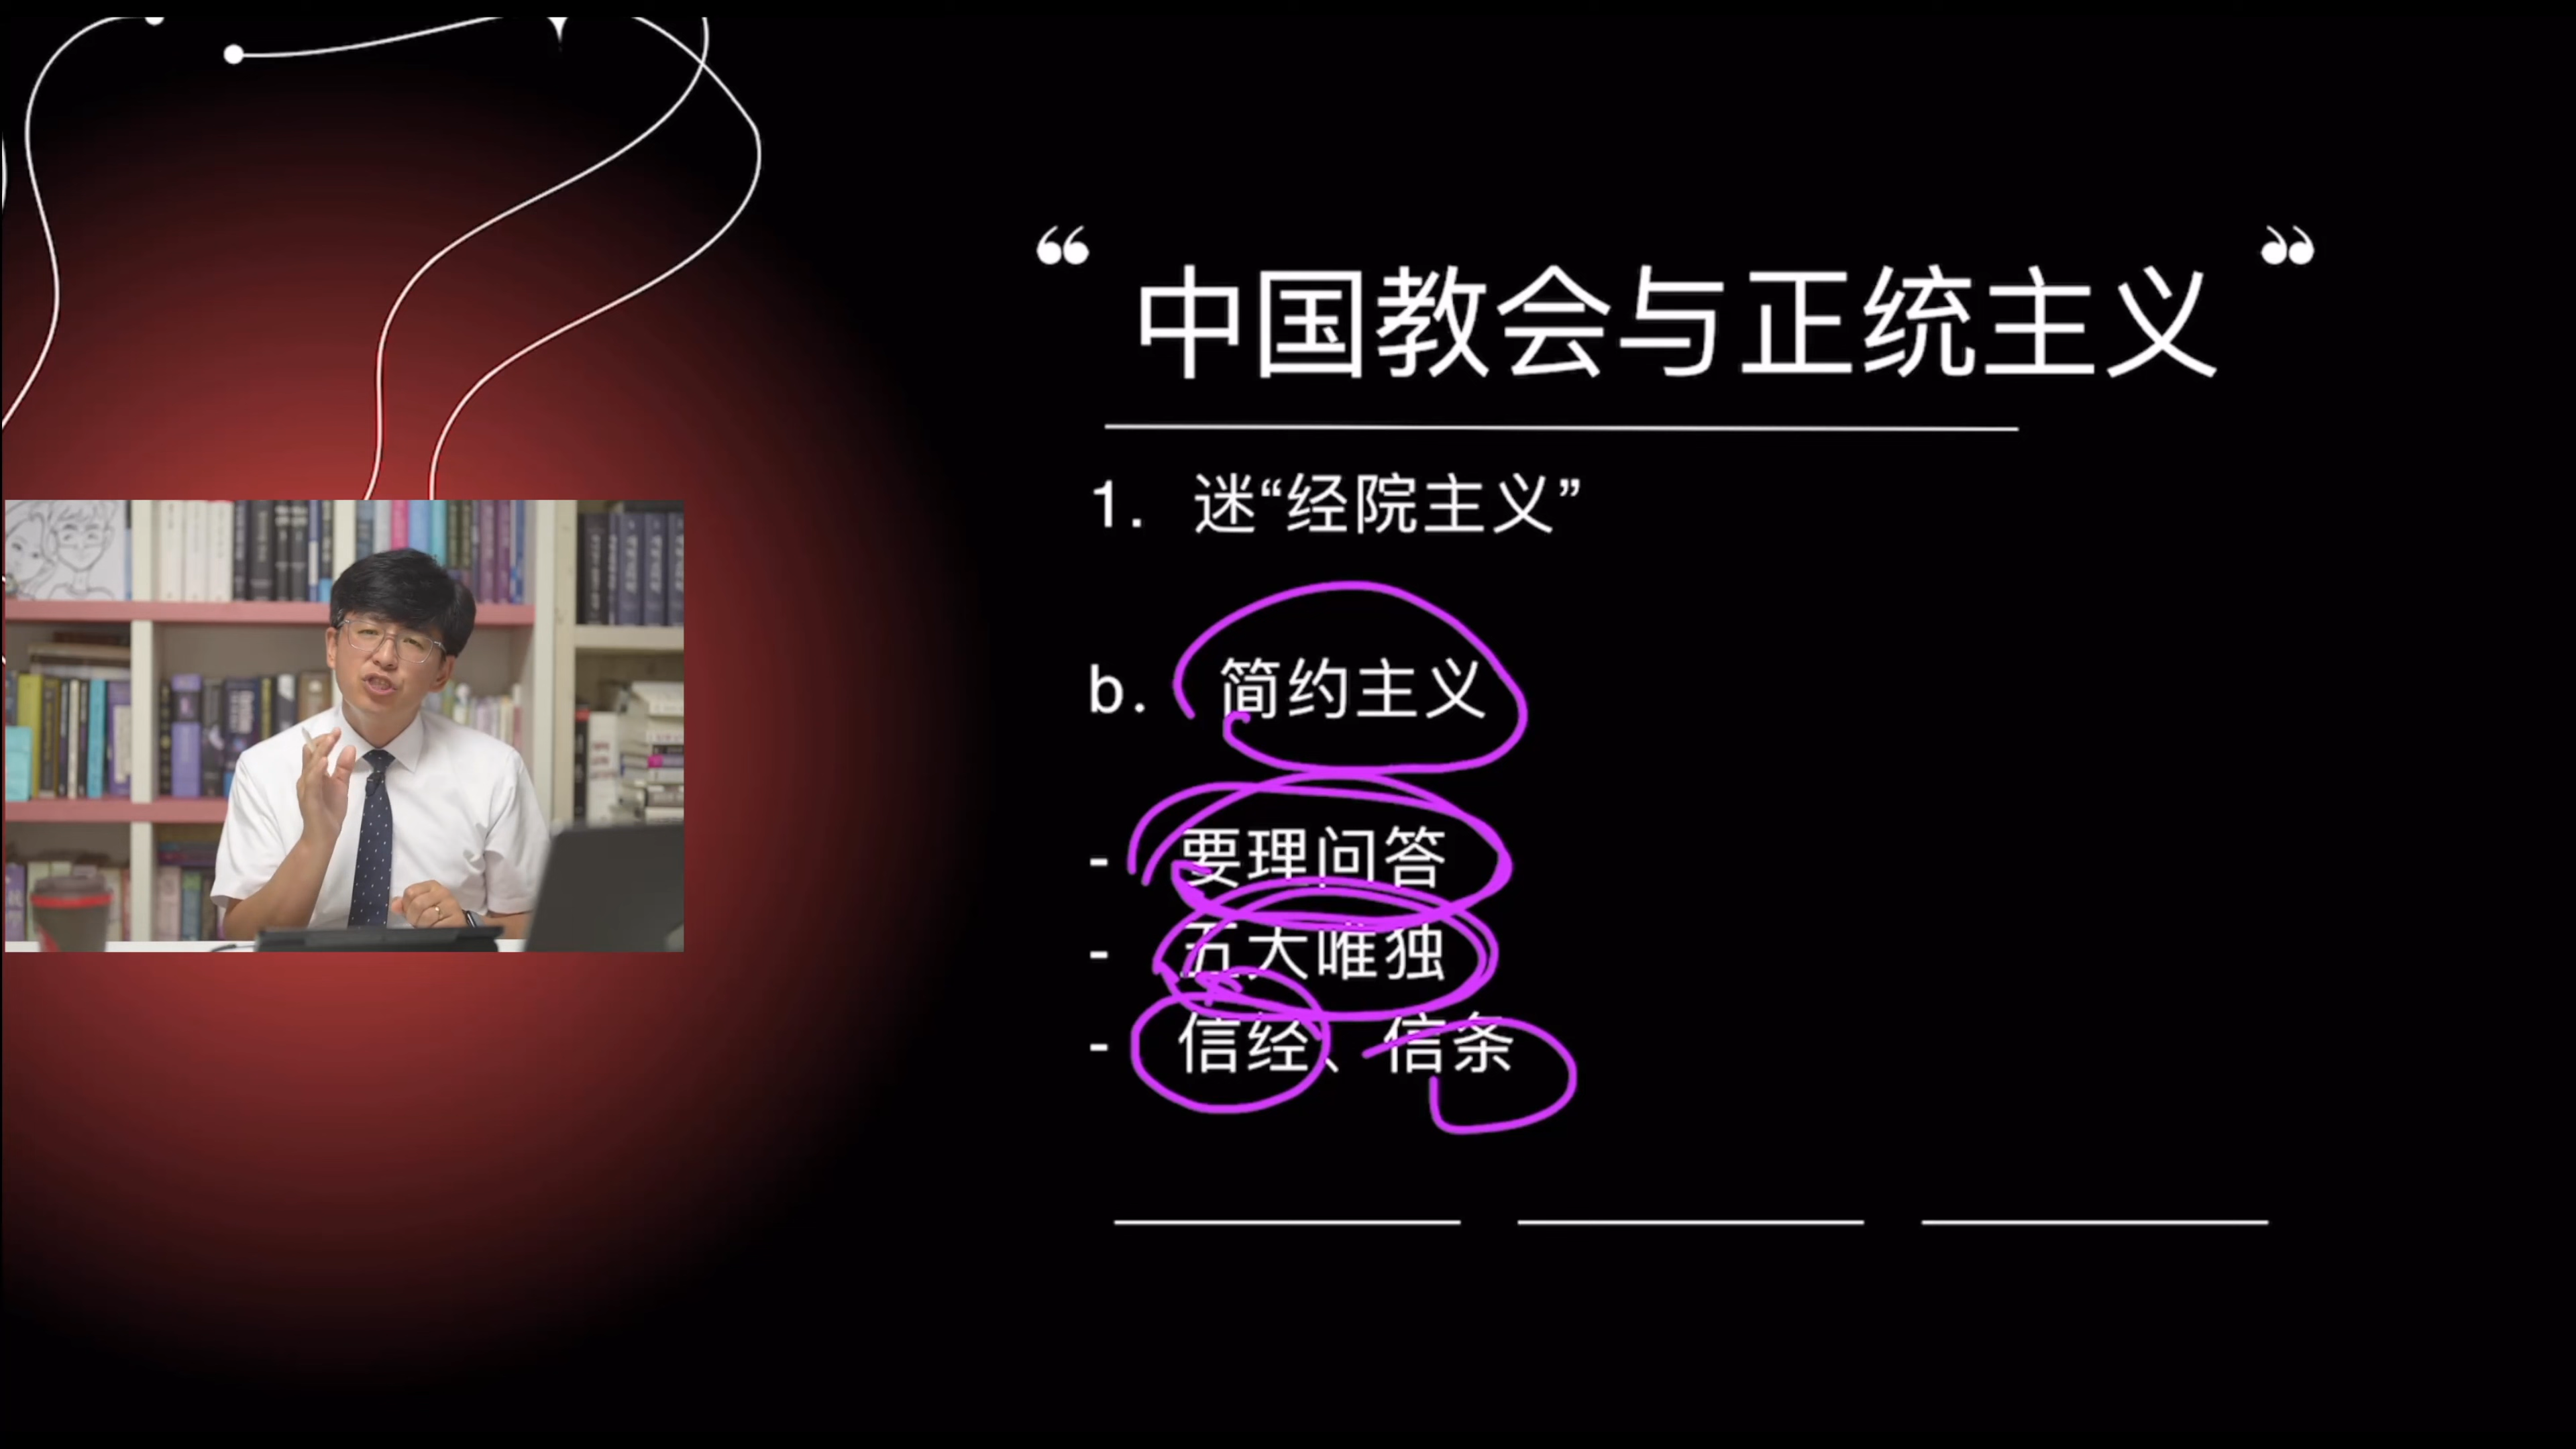 “中国教会与正统主义”
1. 迷“经院主义”
b. 简约主义
- 要理问答
- 五大唯独
- 信经、信条